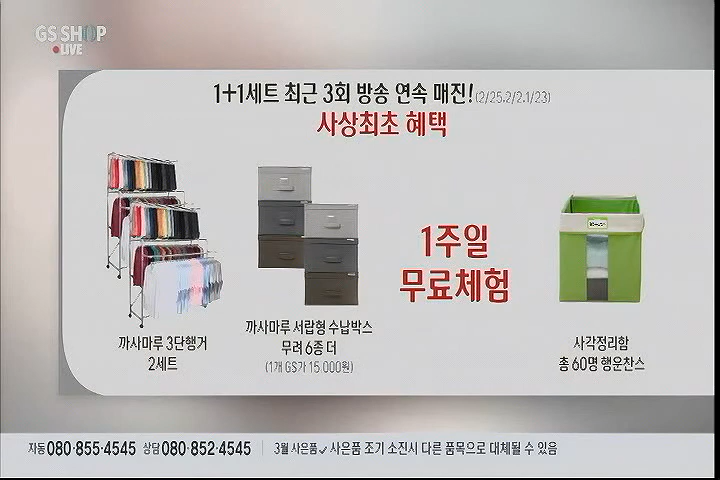 GS SHOP
LIVE
1+1세트 최근 3회 방송 연속 매진! (2/25.2/2.1/23)
사상최초 혜택
1주일
무료체험
까사마루 3단행거
2세트
까사마루 서랍형 수납박스
무려 6종 더
(1개 GS가 15,000원)
사각정리함
총 60명 행운찬스
자동 080·855·4545 상담 080·852·4545
3월 사은품✓ 사은품 조기 소진시 다른 품목으로 대체될 수 있음